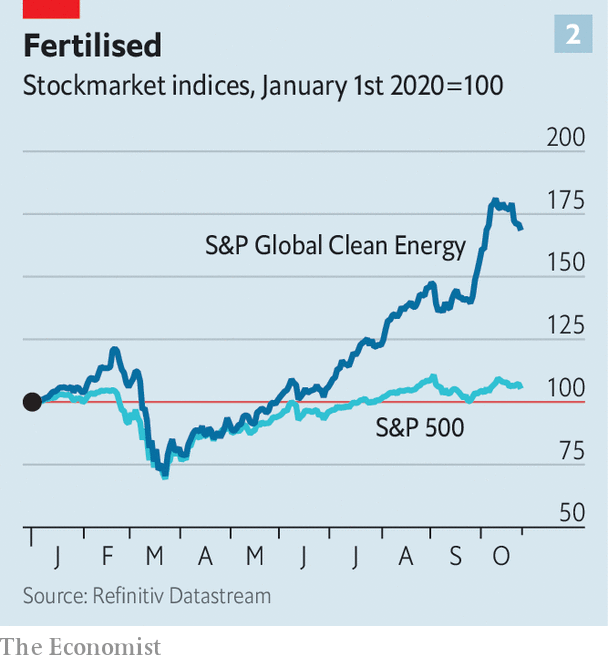 Fertilised
2
Stockmarket indices, January 1st 2020=100
200
175
S&P Global Clean Energy
150
125
100
S&P 500
75
50
J F M A M J J A S O
Source: Refinitiv Datastream
The Economist